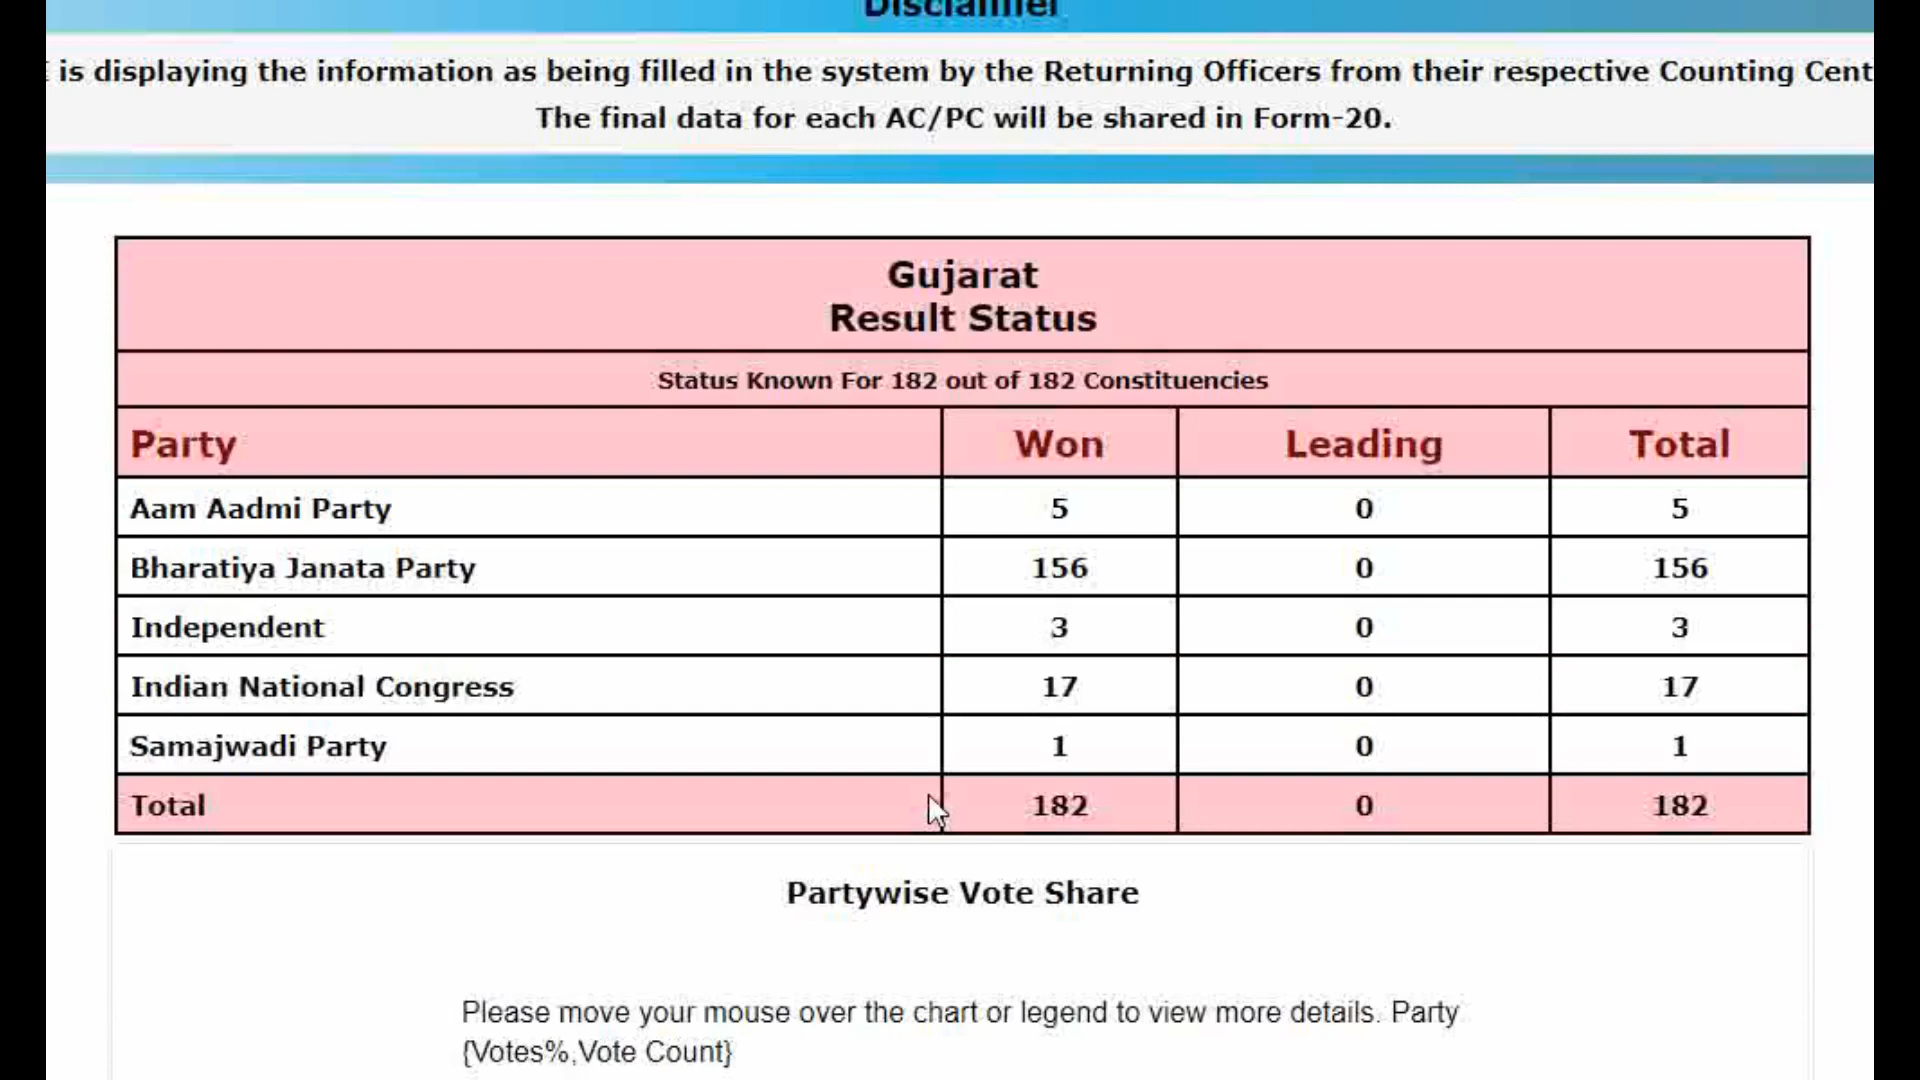 Disclaimer
is displaying the information as being filled in the system by the Returning Officers from their respective Counting Cent
The final data for each AC/PC will be shared in Form-20.
Gujarat
Result Status
Status Known For 182 out of 182 Constituencies
Party Won Leading Total
Aam Aadmi Party 5 0 5
Bharatiya Janata Party 156 0 156
Independent 3 0 3
Indian National Congress 17 0 17
Samajwadi Party 1 0 1
Total 182 0 182
Partywise Vote Share
Please move your mouse over the chart or legend to view more details. Party
{Votes%,Vote Count}